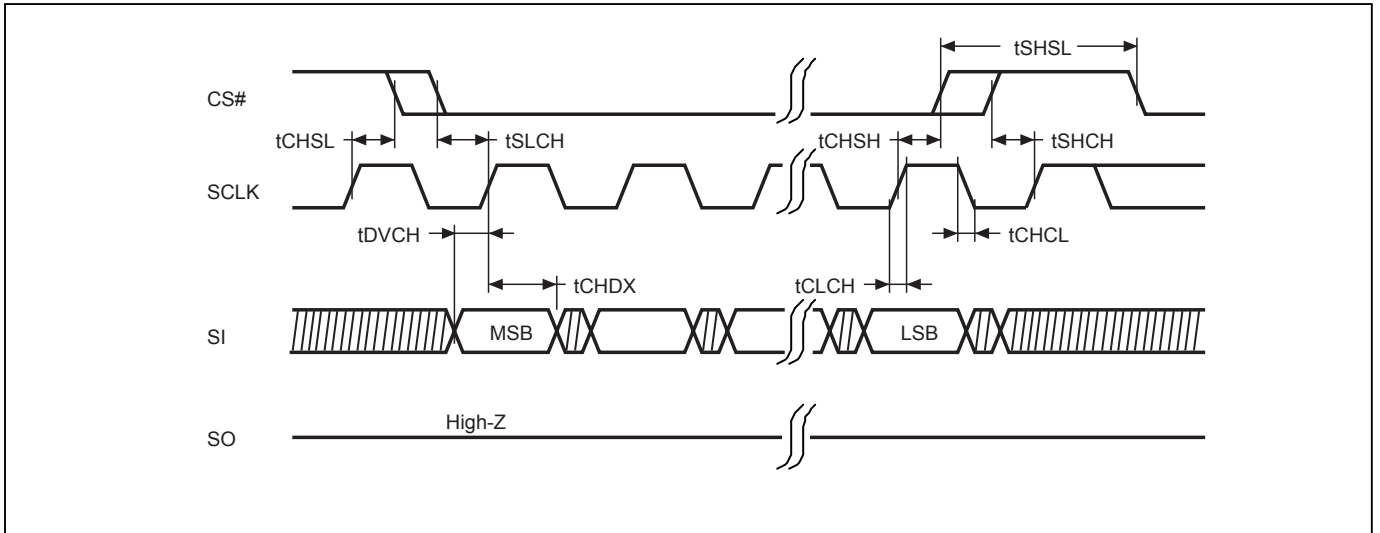 tSHSL
CS#
tCHSL
tSLCH
tCHSH
tSHCH
SCLK
tDVCH
tCHCL
tCHDX
tCLCH
SI
MSB
LSB
High-Z
SO